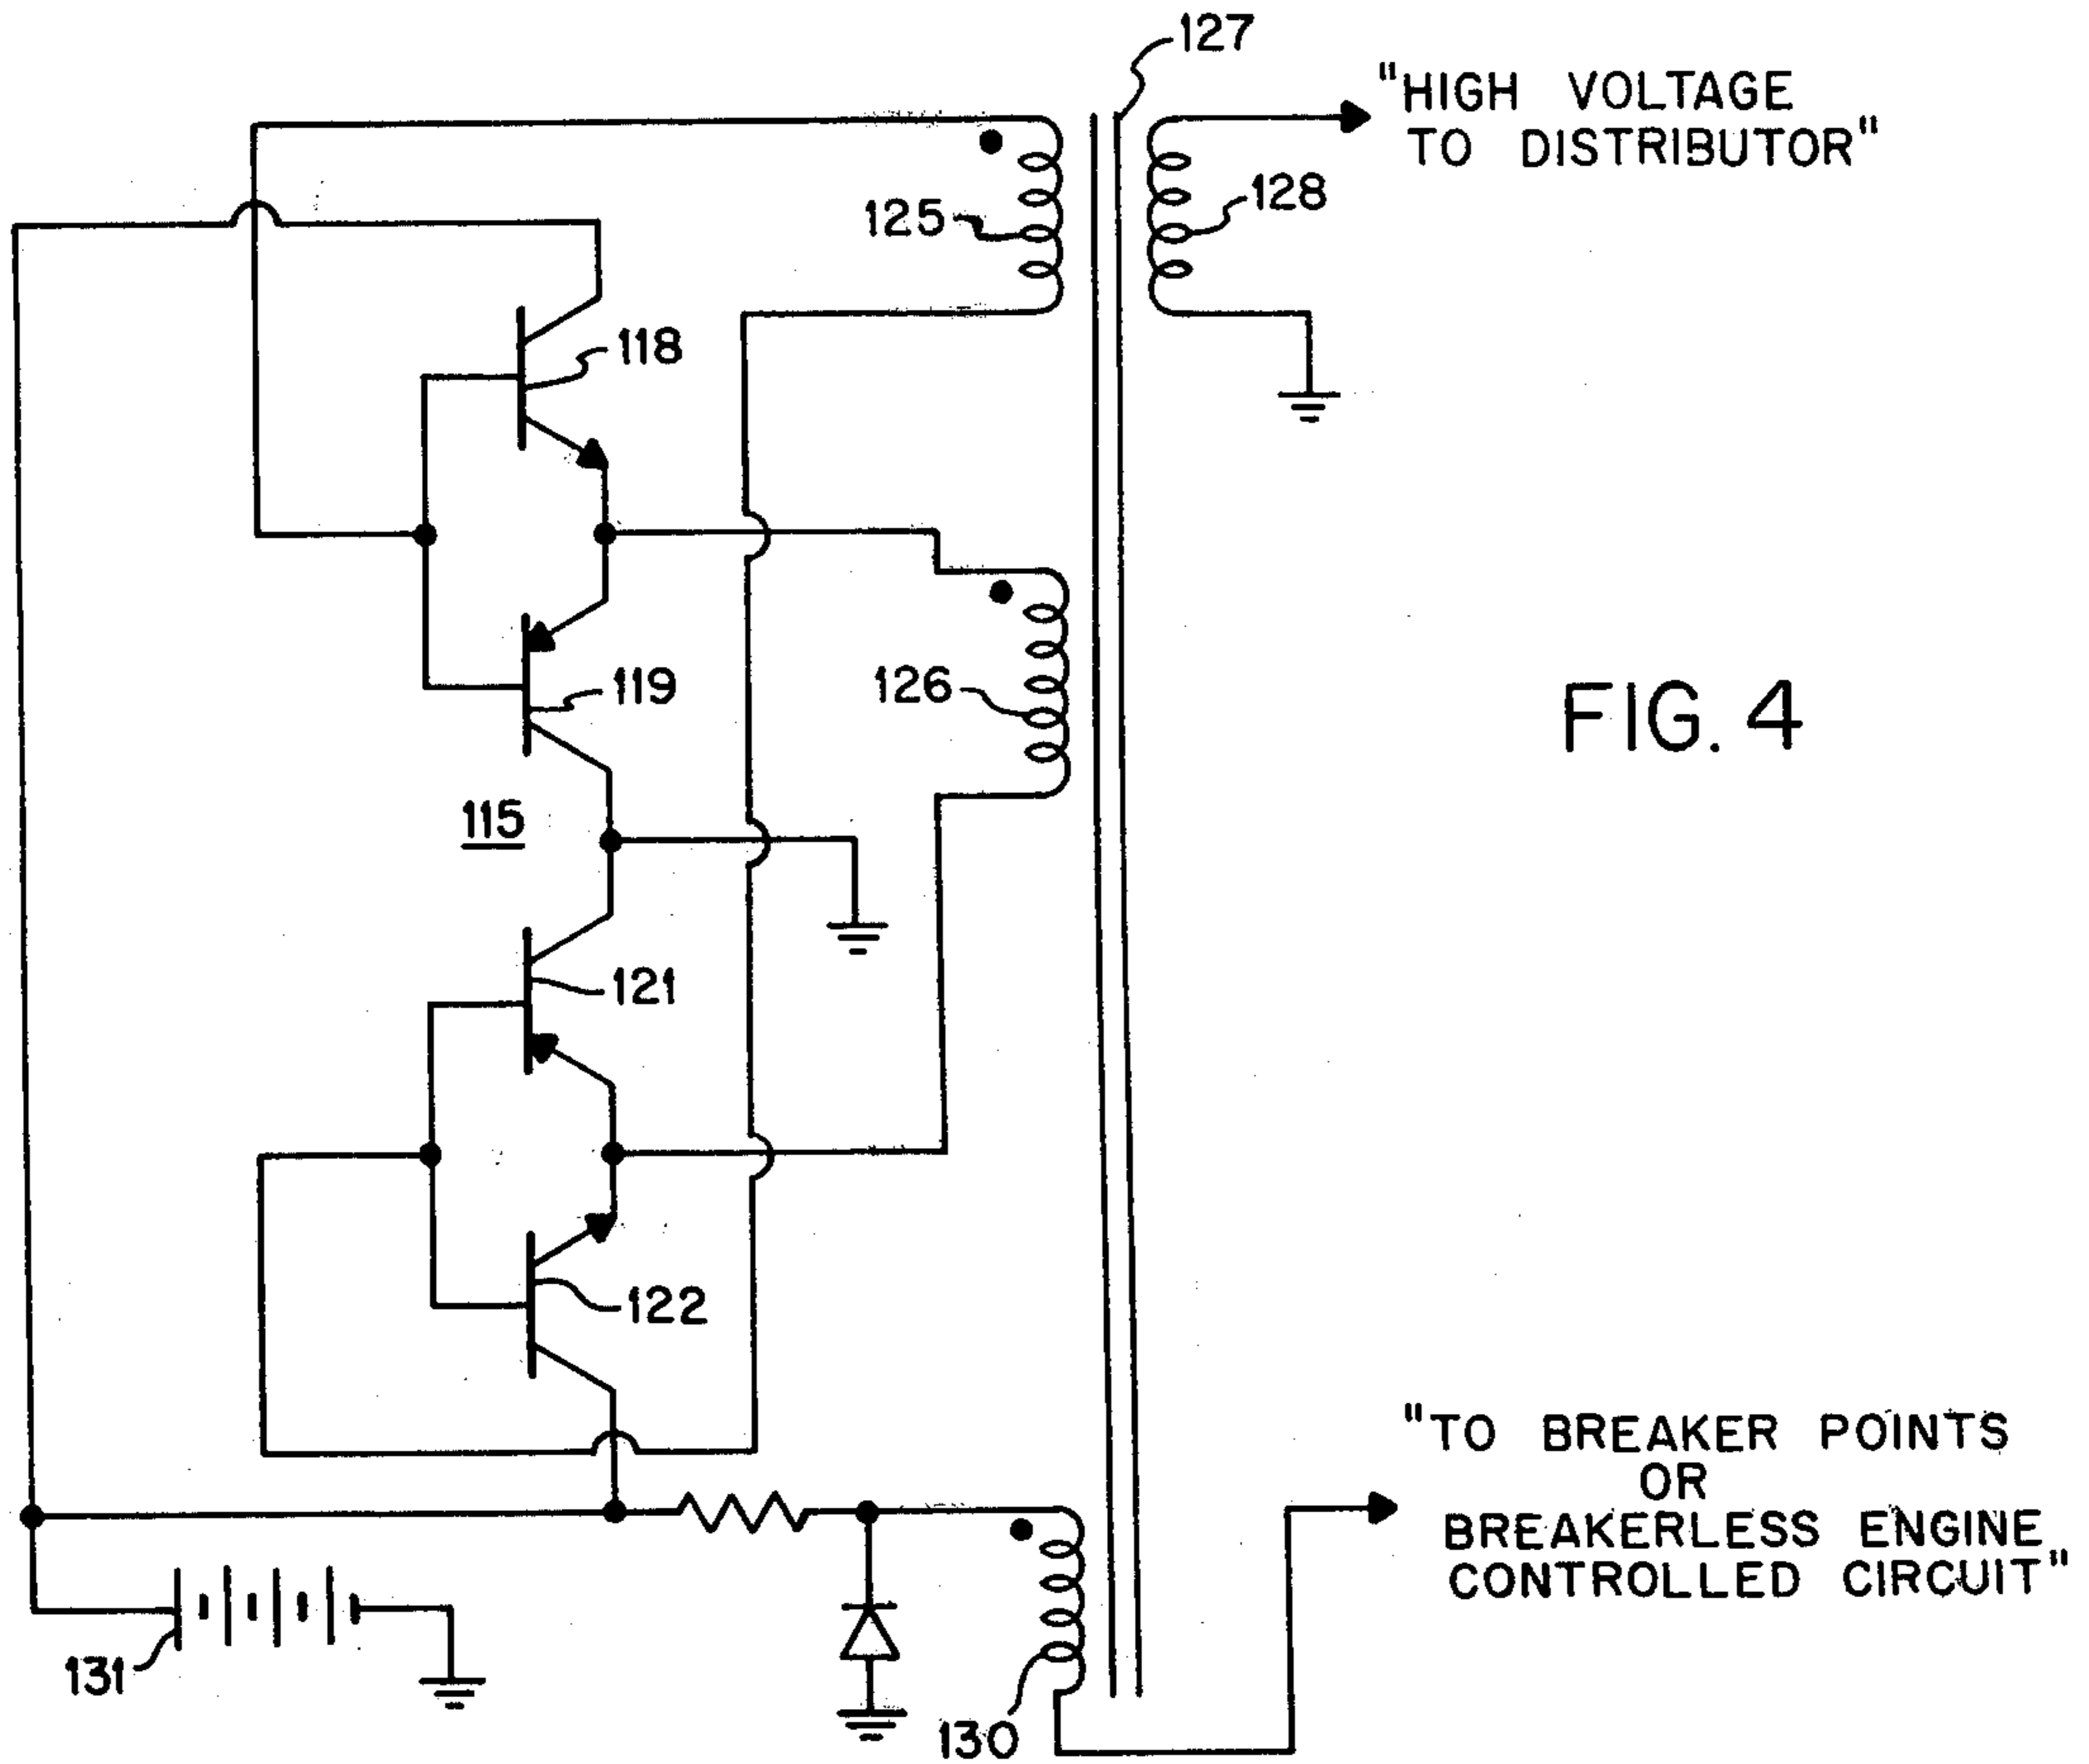 127
"HIGH VOLTAGE
TO DISTRIBUTOR"
125
128
118
119
126
FIG. 4
115
121
122
"TO BREAKER POINTS
OR
BREAKERLESS ENGINE
CONTROLLED CIRCUIT"
131
130